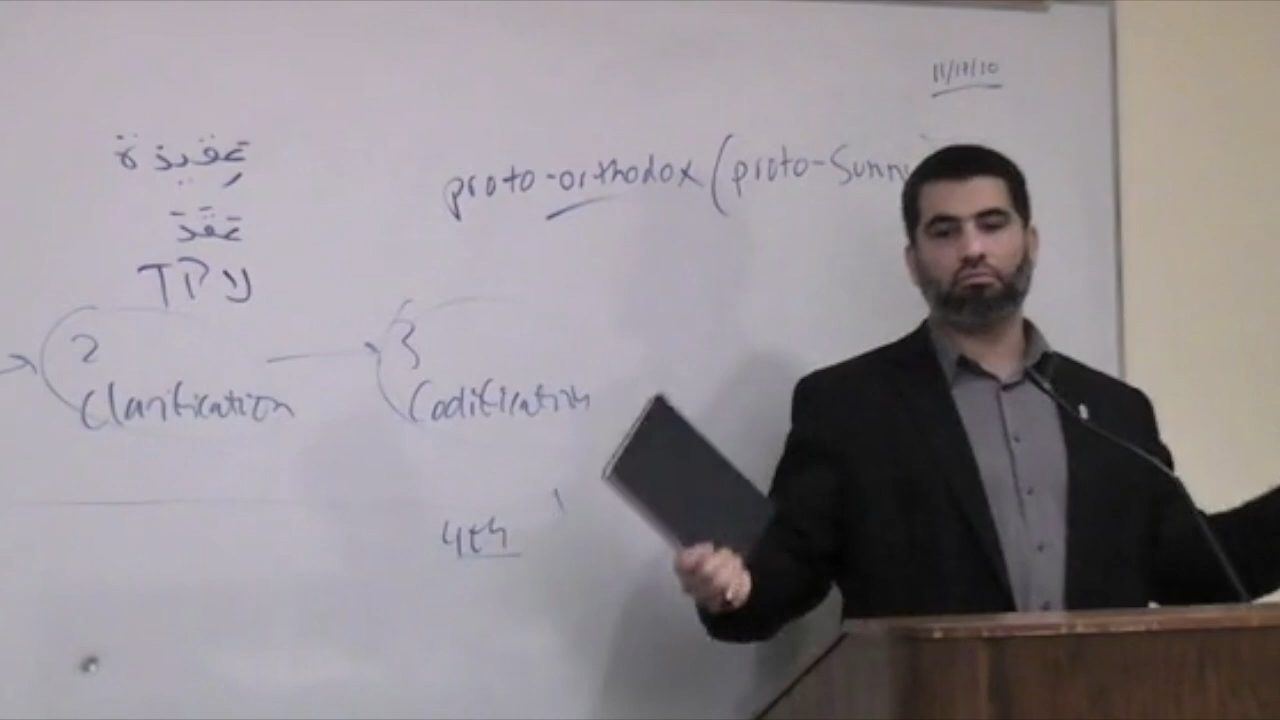 11/17/10
عقيدة
proto-orthodox (proto-Sunni
عقد
עקד
2
3
Clarification
Codification
4th